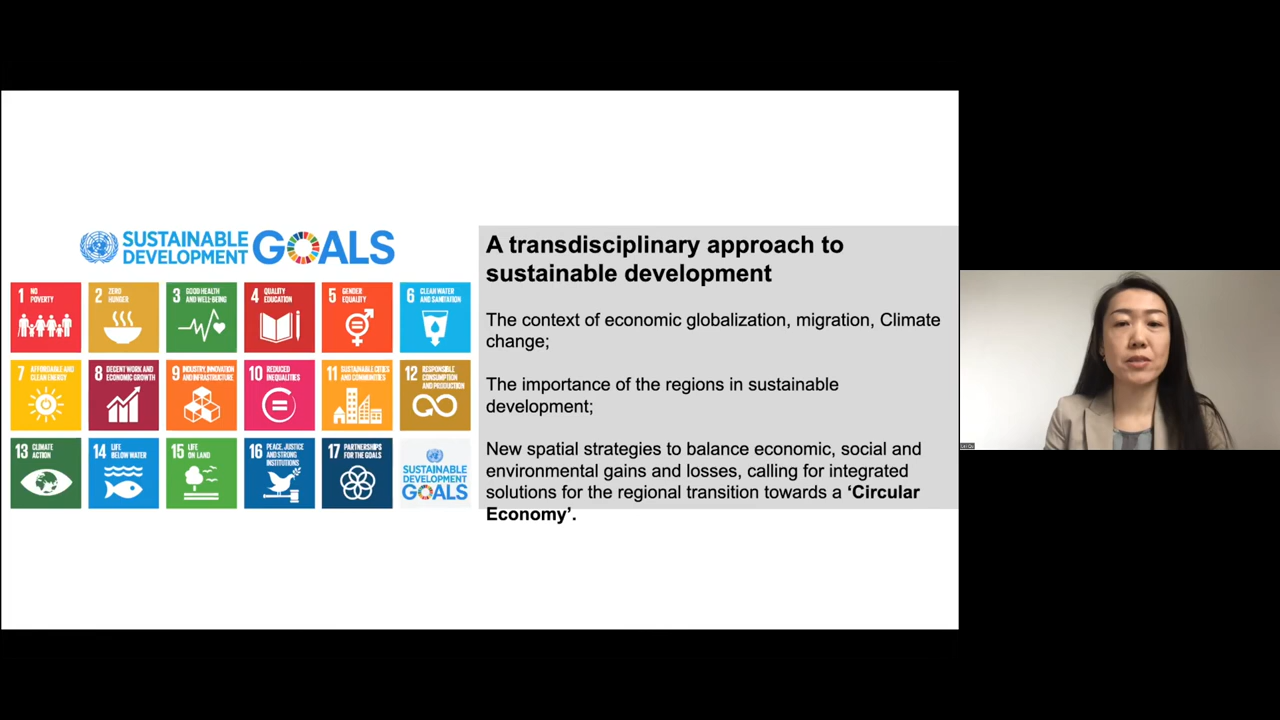 SUSTAINABLE
DEVELOPMENT
GOALS
1 NO
POVERTY
2 ZERO
HUNGER
3 GOOD HEALTH
AND WELL-BEING
4 QUALITY
EDUCATION
5 GENDER
EQUALITY
6 CLEAN WATER
AND SANITATION
7 AFFORDABLE AND
CLEAN ENERGY
8 DECENT WORK AND
ECONOMIC GROWTH
9 INDUSTRY, INNOVATION
AND INFRASTRUCTURE
10 REDUCED
INEQUALITIES
11 SUSTAINABLE CITIES
AND COMMUNITIES
12 RESPONSIBLE
CONSUMPTION
AND PRODUCTION
13 CLIMATE
ACTION
14 LIFE
BELOW WATER
15 LIFE
ON LAND
16 PEACE, JUSTICE
AND STRONG
INSTITUTIONS
17 PARTNERSHIPS
FOR THE GOALS
SUSTAINABLE
DEVELOPMENT
GOALS
A transdisciplinary approach to
sustainable development
The context of economic globalization, migration, Climate
change;
The importance of the regions in sustainable
development;
New spatial strategies to balance economic, social and
environmental gains and losses, calling for integrated
solutions for the regional transition towards a ‘Circular
Economy’.